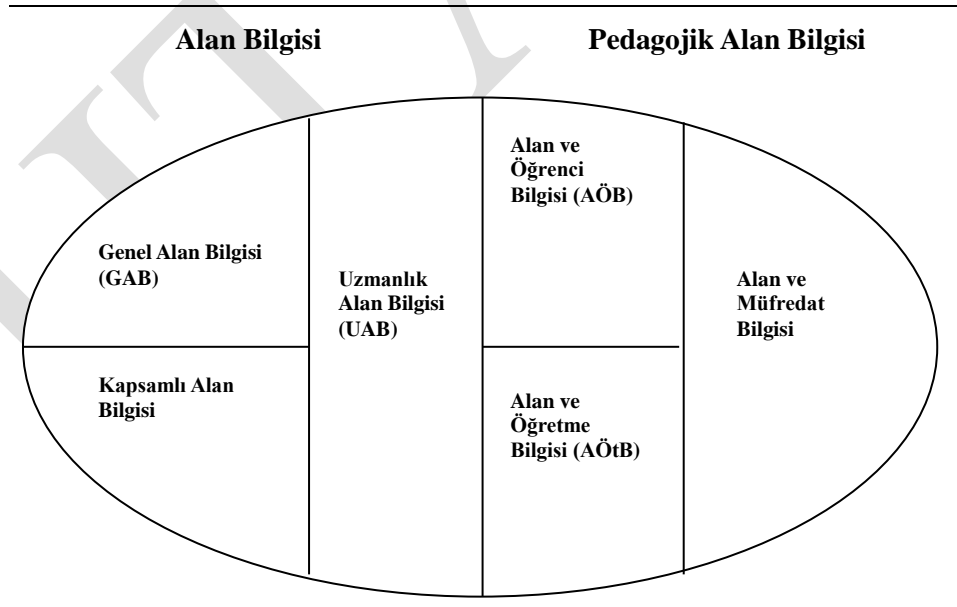 Alan Bilgisi
Pedagojik Alan Bilgisi
Genel Alan Bilgisi
(GAB)
Kapsamlı Alan
Bilgisi
Uzmanlık
Alan Bilgisi
(UAB)
Alan ve
Öğrenci
Bilgisi (AÖB)
Alan ve
Öğretme
Bilgisi (AÖtB)
Alan ve
Müfredat
Bilgisi